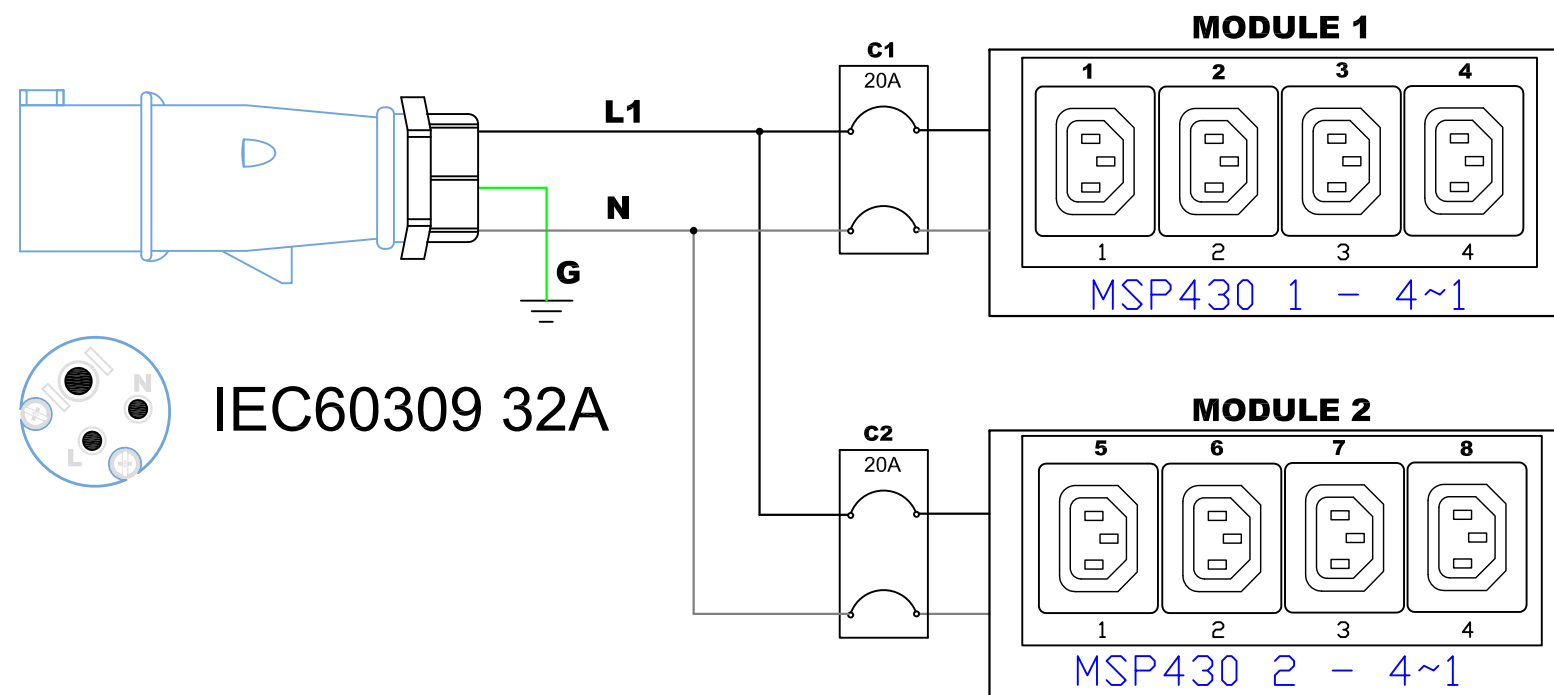 MODULE 1
C1
20A
1 2 3 4
L1
N
G
1 2 3 4
MSP430 1 - 4~1
N
L
IEC60309 32A
MODULE 2
C2
20A
5 6 7 8
1 2 3 4
MSP430 2 - 4~1